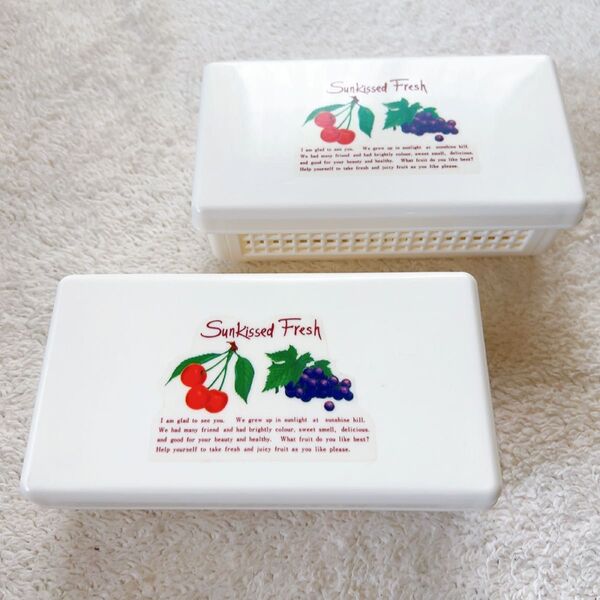 Sunkissed Fresh
I am glad to see you. We grew up in sunlight at sunshine hill.
We had many friend and had brightly colour, sweet smell, delicious.
and good for your beauty and healthy. What fruit do you like best?
Help yourself to take fresh and juicy fruit as you like please.
Sunkissed Fresh
I am glad to see you. We grew up in sunlight at sunshine hill.
We had many friend and had brightly colour, sweet smell, delicious.
and good for your beauty and healthy. What fruit do you like best?
Help yourself to take fresh and juicy fruit as you like please.